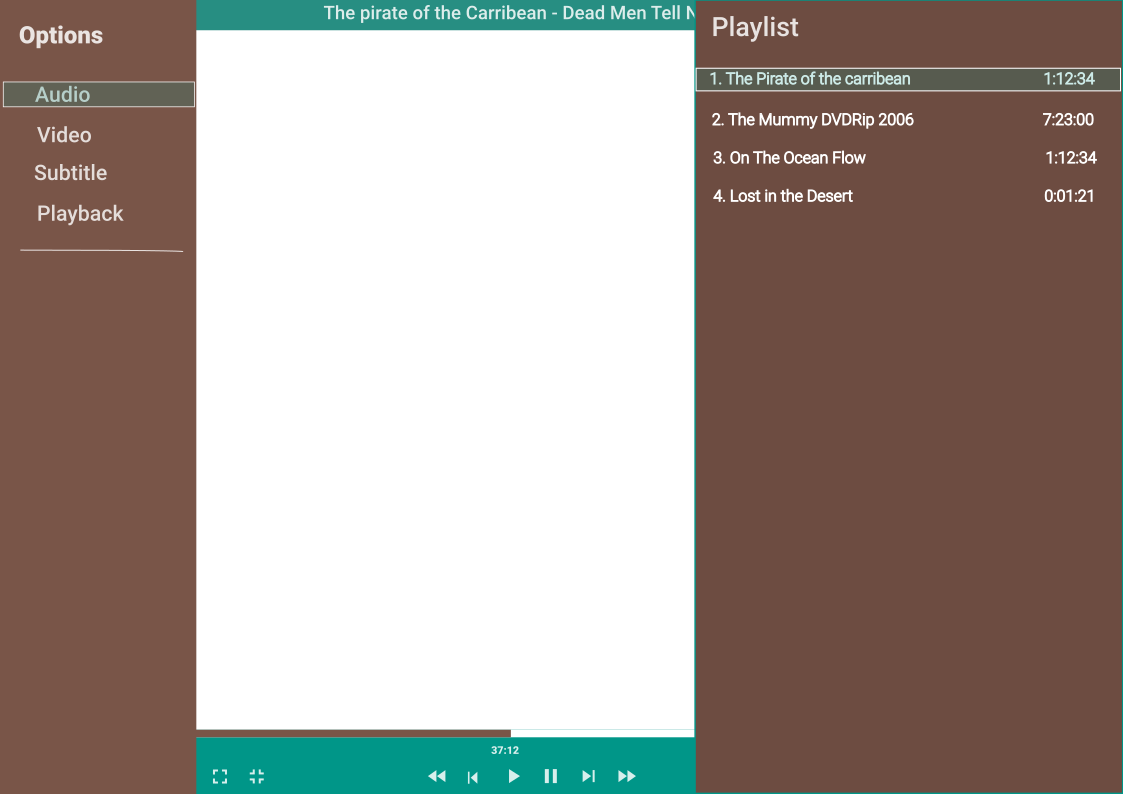 Options
Audio
Video
Subtitle
Playback
The pirate of the Carribean - Dead Men Tell N
37:12
Playlist
1. The Pirate of the carribean 1:12:34
2. The Mummy DVDRip 2006 7:23:00
3. On The Ocean Flow 1:12:34
4. Lost in the Desert 0:01:21